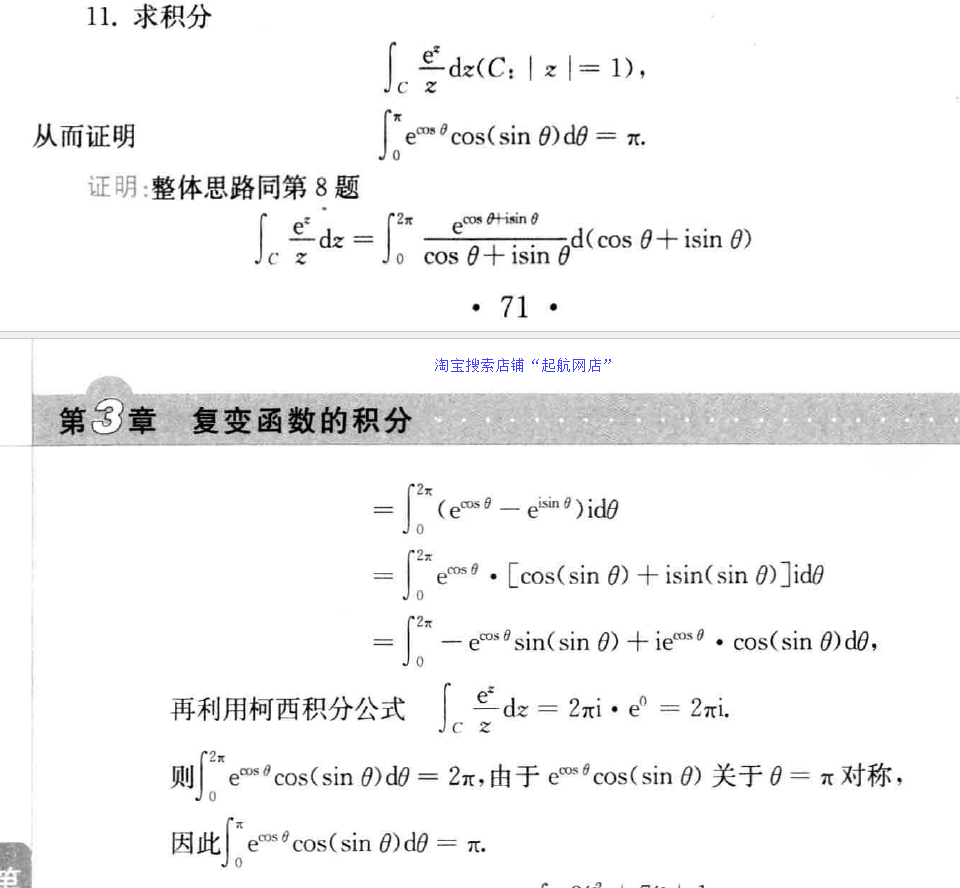 11. 求积分
∫_C e^z/z dz(C: | z |= 1),
从而证明 ∫_0^π e^{cos θ} cos(sin θ)dθ = π.
证明:整体思路同第 8 题
∫_C e^z/z dz = ∫_0^{2π} e^{cos θ+isin θ}/(cos θ+isin θ) d(cos θ+isin θ)
• 71 •
淘宝搜索店铺“起航网店”
第3章 复变函数的积分
= ∫_0^{2π} (e^{cos θ} − e^{isin θ})idθ
= ∫_0^{2π} e^{cos θ} • [cos(sin θ)+isin(sin θ)]idθ
= ∫_0^{2π} − e^{cos θ} sin(sin θ)+ie^{cos θ} • cos(sin θ)dθ,
再利用柯西积分公式 ∫_C e^z/z dz = 2πi • e^0 = 2πi.
则∫_0^{2π} e^{cos θ} cos(sin θ)dθ = 2π,由于 e^{cos θ} cos(sin θ) 关于 θ = π 对称,
因此∫_0^π e^{cos θ} cos(sin θ)dθ = π.
第